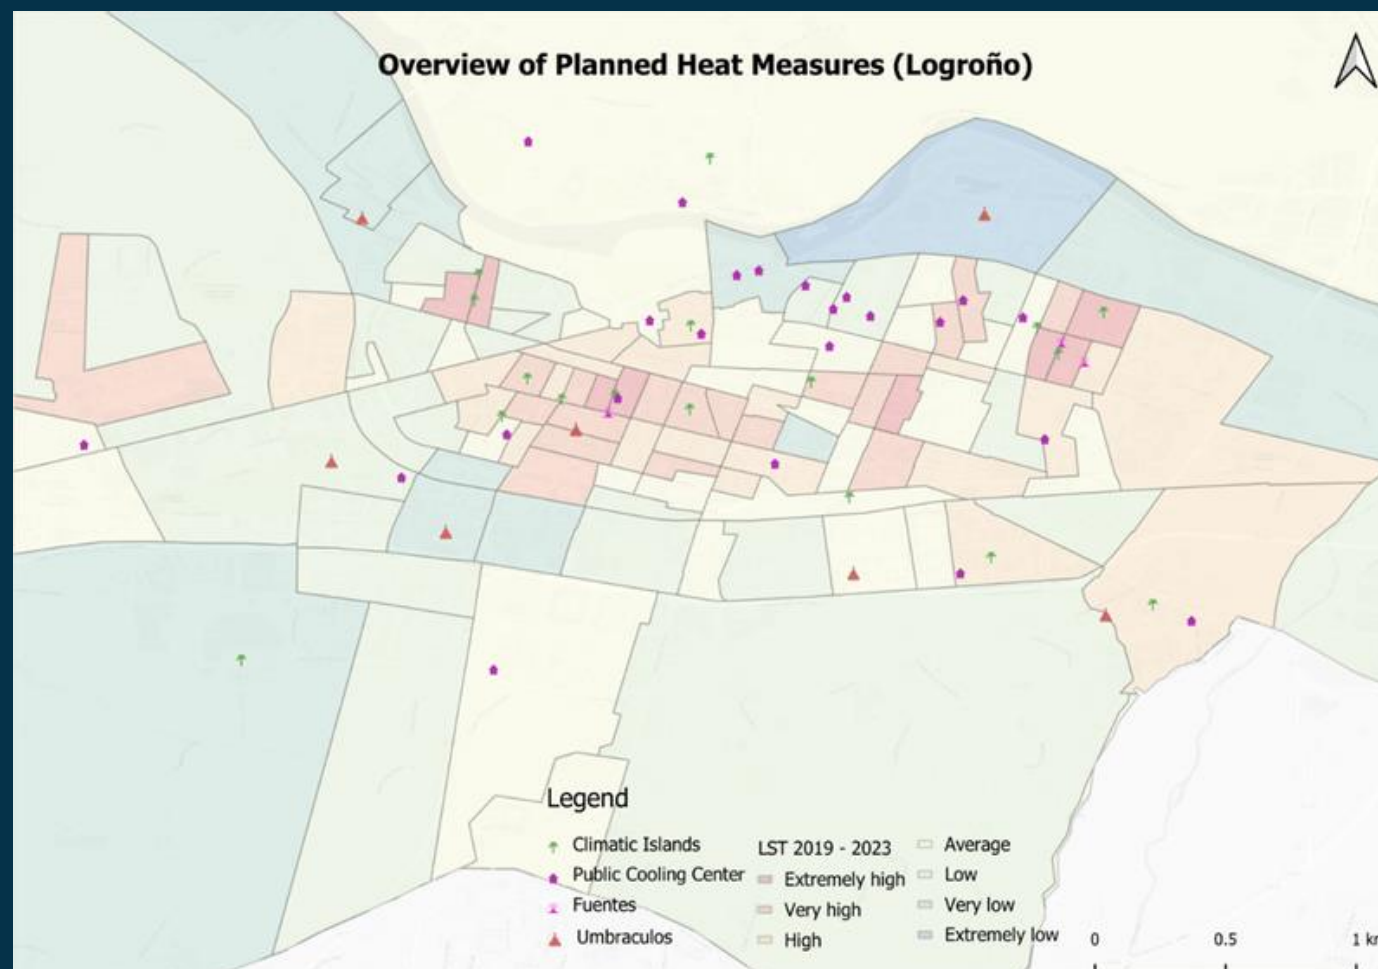 Overview of Planned Heat Measures (Logroño)
Legend
Climatic Islands
Public Cooling Center
Fuentes
Umbraculos
LST 2019 - 2023
Extremely high
Very high
High
Average
Low
Very low
Extremely low
0 0.5 1 km